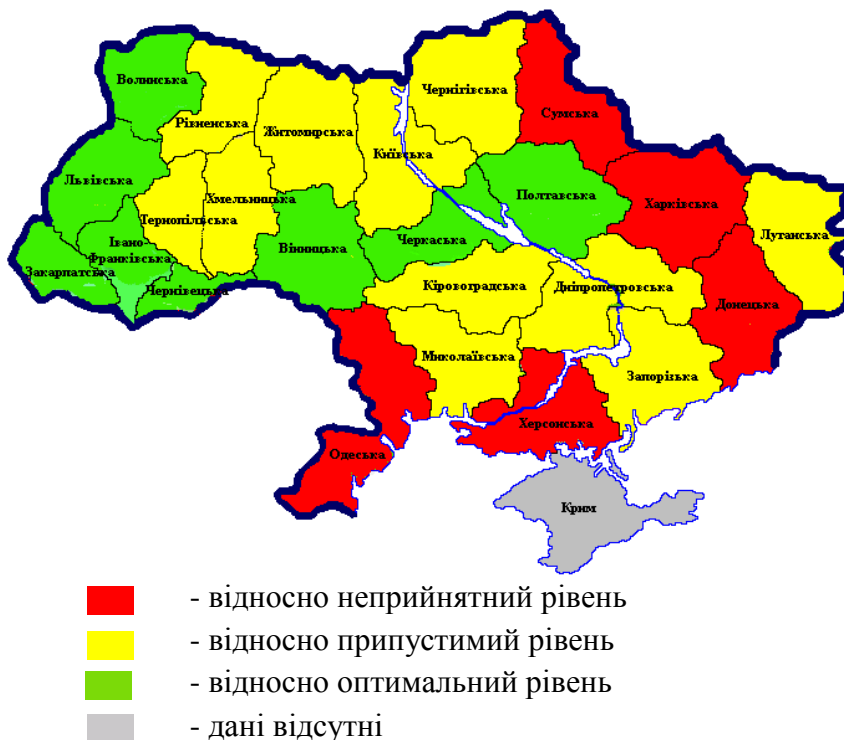 Волинська
Рівненська
Житомирська
Чернігівська
Сумська
Київська
Львівська
Хмельницька
Тернопільська
Полтавська
Харківська
Луганська
Івано-
Франківська
Вінницька
Черкаська
Закарпатська
Чернівецька
Кіровоградська
Дніпропетровська
Донецька
Миколаївська
Запорізька
Херсонська
Одеська
Крим
- відносно неприйнятний рівень
- відносно припустимий рівень
- відносно оптимальний рівень
- дані відсутні